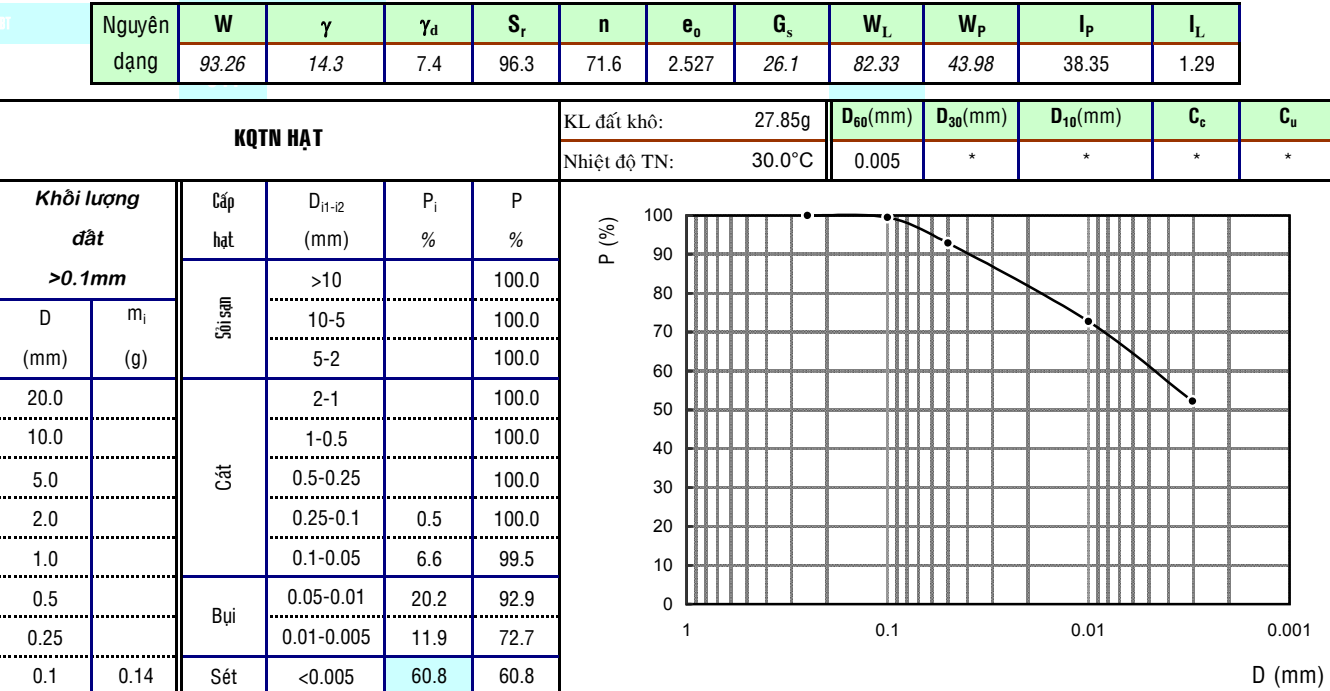 Nguyên dạng W γ γd Sr n eo Gs WL WP IP IL
93.26 14.3 7.4 96.3 71.6 2.527 26.1 82.33 43.98 38.35 1.29
KQTN HẠT
KL đất khô: 27.85g
Nhiệt độ TN: 30.0°C
D60(mm) D30(mm) D10(mm) Cc Cu
0.005 * * * *
Khối lượng
đất
>0.1mm
D mi
(mm) (g)
20.0
10.0
5.0
2.0
1.0
0.5
0.25
0.1 0.14
Cấp Di1-i2 Pi P
hạt (mm) % %
Sỏi sạn
>10 100.0
10-5 100.0
5-2 100.0
Cát
2-1 100.0
1-0.5 100.0
0.5-0.25 100.0
0.25-0.1 0.5 100.0
0.1-0.05 6.6 99.5
Bụi
0.05-0.01 20.2 92.9
0.01-0.005 11.9 72.7
Sét <0.005 60.8 60.8
P (%)
100
90
80
70
60
50
40
30
20
10
0
1 0.1 0.01 0.001
D (mm)